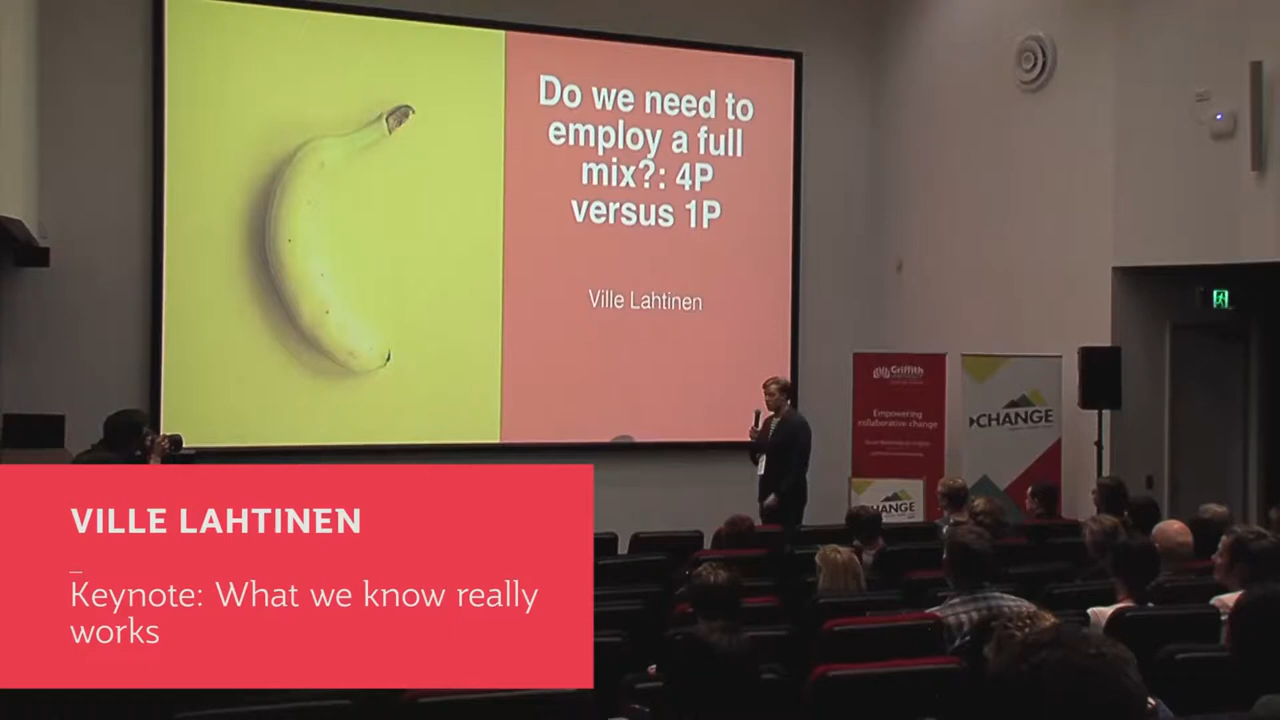 Do we need to
employ a full
mix?: 4P
versus 1P
Ville Lahtinen
Griffith
Empowering
collaborative change
CHANGE
CHANGE
VILLE LAHTINEN
Keynote: What we know really
works